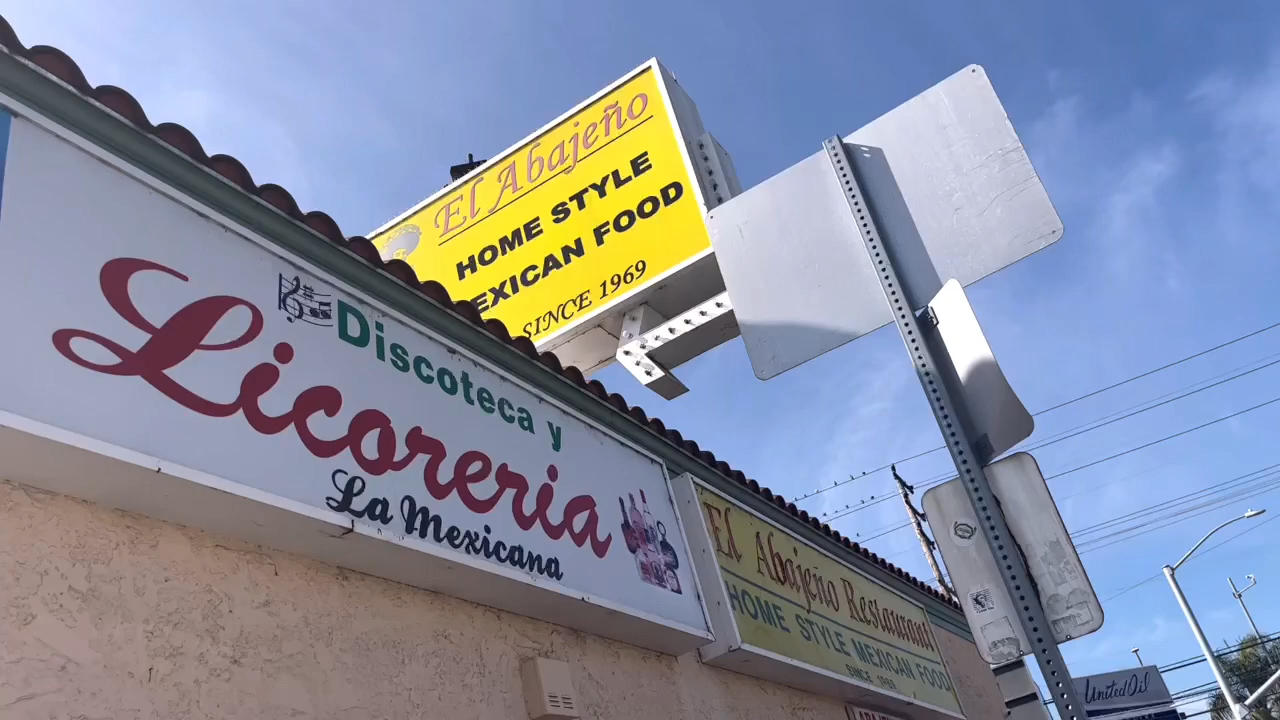 El Abajeño
HOME STYLE
MEXICAN FOOD
SINCE 1969
Discoteca y
Licoreria
La Mexicana
El Abajeño Restaurant
HOME STYLE MEXICAN FOOD
SINCE 1969
United Oil